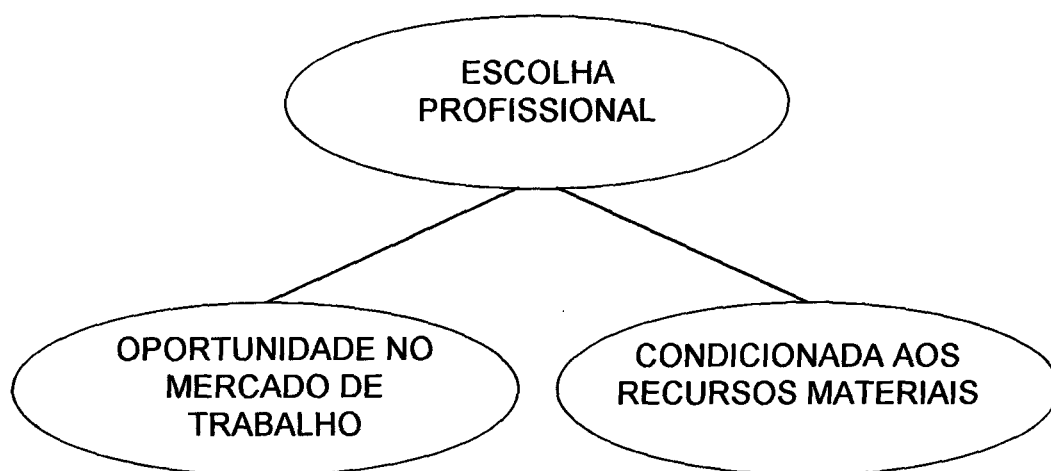 ESCOLHA
PROFISSIONAL
OPORTUNIDADE NO
MERCADO DE
TRABALHO
CONDICIONADA AOS
RECURSOS MATERIAIS